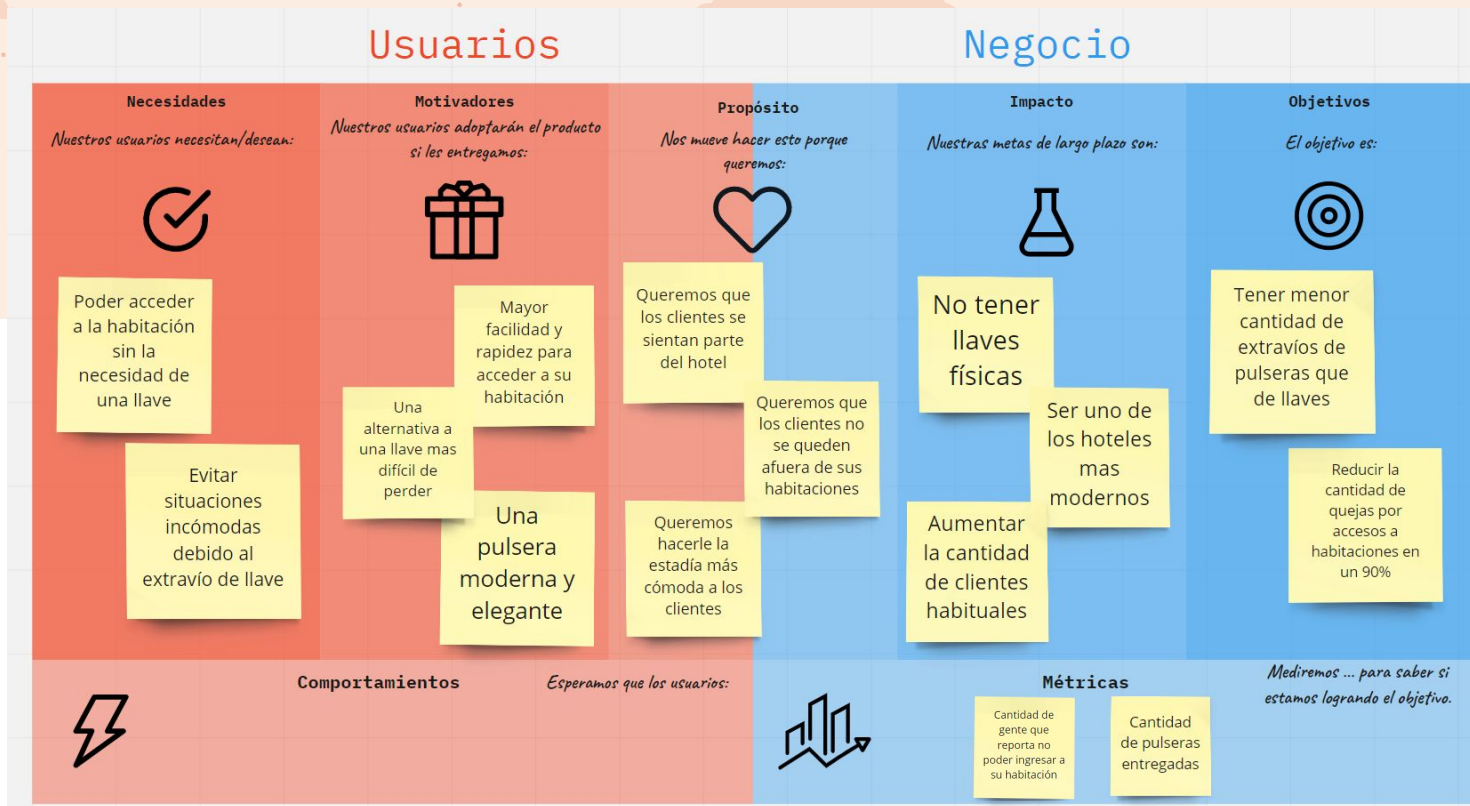 Usuarios
Negocio
Necesidades
Nuestros usuarios necesitan/desean:
Poder acceder
a la habitación
sin la
necesidad de
una llave
Evitar
situaciones
incómodas
debido al
extravío de llave
Motivadores
Nuestros usuarios adoptarán el producto
si les entregamos:
Mayor
facilidad y
rapidez para
acceder a su
habitación
Una
alternativa a
una llave mas
difícil de
perder
Una
pulsera
moderna y
elegante
Propósito
Nos mueve hacer esto porque
queremos:
Queremos que
los clientes se
sientan parte
del hotel
Queremos que
los clientes no
se queden
afuera de sus
habitaciones
Queremos
hacerle la
estadía más
cómoda a los
clientes
Impacto
Nuestras metas de largo plazo son:
No tener
llaves
físicas
Ser uno de
los hoteles
mas
modernos
Aumentar
la cantidad
de clientes
habituales
Objetivos
El objetivo es:
Tener menor
cantidad de
extravíos de
pulseras que
de llaves
Reducir la
cantidad de
quejas por
accesos a
habitaciones en
un 90%
Comportamientos
Esperamos que los usuarios:
Métricas
Mediremos ... para saber si
estamos logrando el objetivo.
Cantidad de
gente que
reporta no
poder ingresar a
su habitación
Cantidad
de pulseras
entregadas